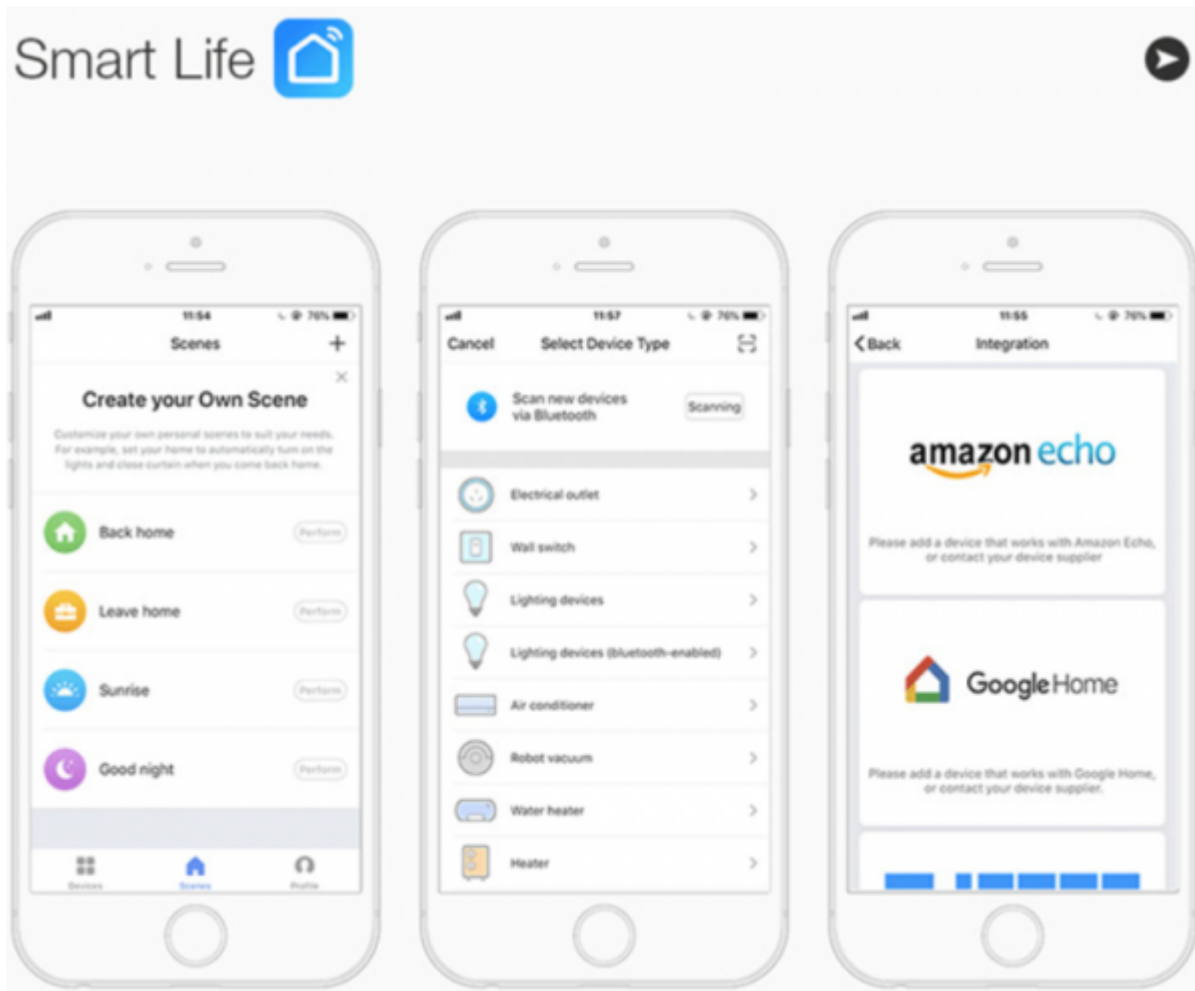 Smart Life
11:54
76%
Scenes
+
Create your Own Scene
Customize your own personal scenes to suit your needs.
For example, set your home to automatically turn on the
lights and close curtain when you come back home.
Back home
Perform
Leave home
Perform
Sunrise
Perform
Good night
Perform
Devices
Scenes
Profile
11:57
76%
Cancel
Select Device Type
Scan new devices
via Bluetooth
Scanning
Electrical outlet
Wall switch
Lighting devices
Lighting devices (bluetooth-enabled)
Air conditioner
Robot vacuum
Water heater
Heater
11:55
76%
Back
Integration
amazon echo
Please add a device that works with Amazon Echo,
or contact your device supplier
Google Home
Please add a device that works with Google Home,
or contact your device supplier.